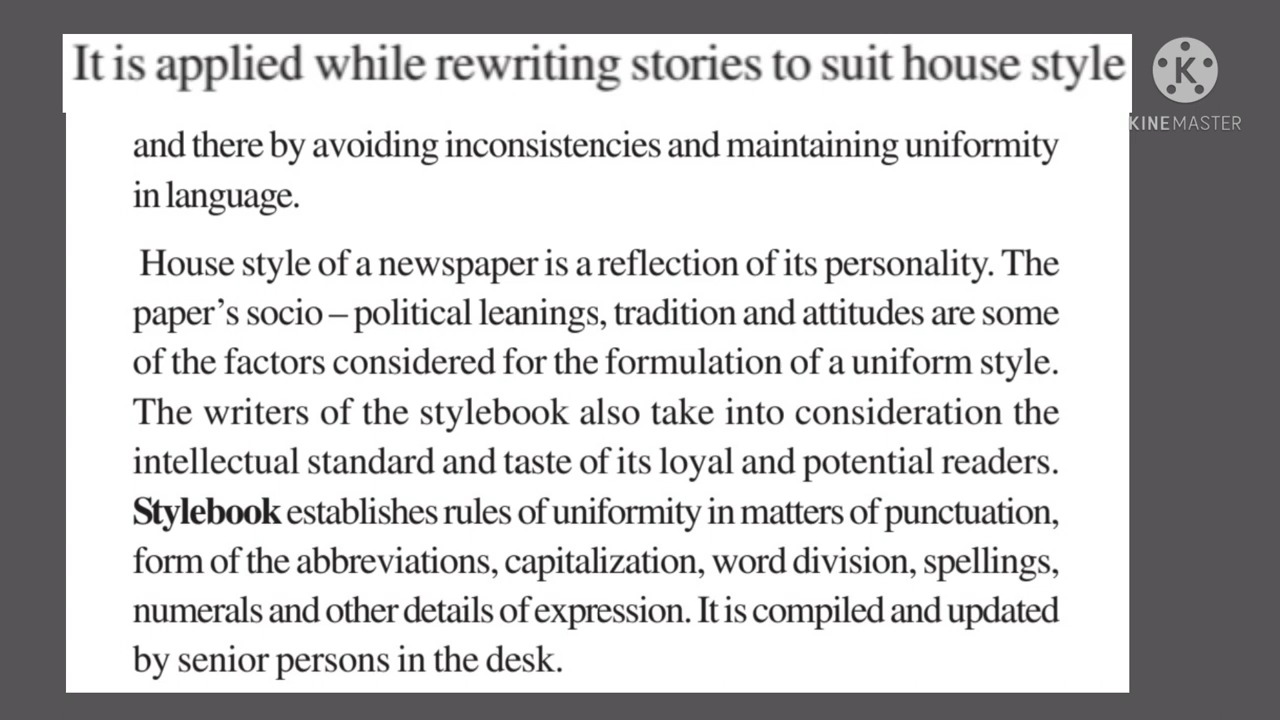 It is applied while rewriting stories to suit house style
KINEMASTER
and there by avoiding inconsistencies and maintaining uniformity
in language.
House style of a newspaper is a reflection of its personality. The
paper’s socio – political leanings, tradition and attitudes are some
of the factors considered for the formulation of a uniform style.
The writers of the stylebook also take into consideration the
intellectual standard and taste of its loyal and potential readers.
Stylebook establishes rules of uniformity in matters of punctuation,
form of the abbreviations, capitalization, word division, spellings,
numerals and other details of expression. It is compiled and updated
by senior persons in the desk.